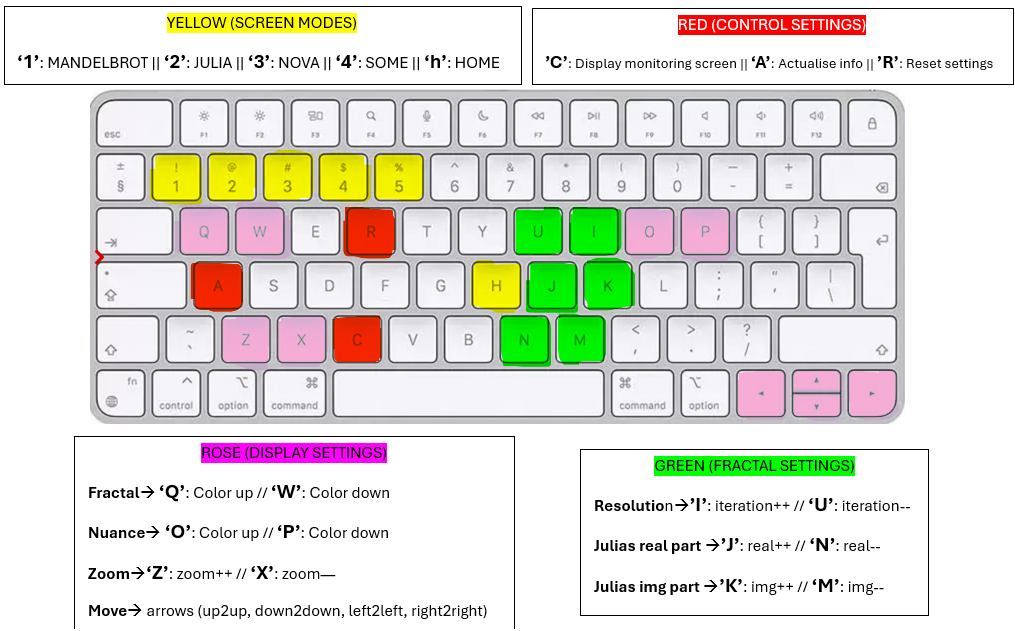 YELLOW (SCREEN MODES)
‘1’: MANDELBROT || ‘2’: JULIA || ‘3’: NOVA || ‘4’: SOME || ‘h’: HOME
RED (CONTROL SETTINGS)
’C’: Display monitoring screen || ‘A’: Actualise info || ’R’: Reset settings
esc F1 F2 F3 F4 F5 F6 F7 F8 F9 F10 F11 F12
± ! @ # $ % ^ & * ( ) — +
§ 1 2 3 4 5 6 7 8 9 0 - =
Q W E R T Y U I O P { [ } ]
A S D F G H J K L : ; “ ‘ | \
~ ` Z X C V B N M < , > . ? /
fn control option command command option
ROSE (DISPLAY SETTINGS)
Fractal→ ‘Q’: Color up // ‘W’: Color down
Nuance→ ‘O’: Color up // ‘P’: Color down
Zoom→‘Z’: zoom++ // ‘X’: zoom—
Move→ arrows (up2up, down2down, left2left, right2right)
GREEN (FRACTAL SETTINGS)
Resolution→’I’: iteration++ // ‘U’: iteration--
Julias real part →’J’: real++ // ‘N’: real--
Julias img part →’K’: img++ // ‘M’: img--